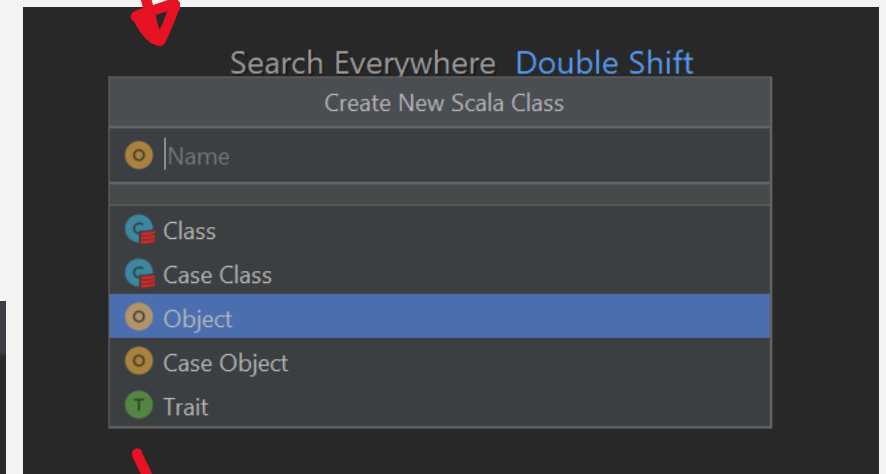 Search Everywhere Double Shift
Create New Scala Class
O Name
C Class
C Case Class
O Object
O Case Object
T Trait